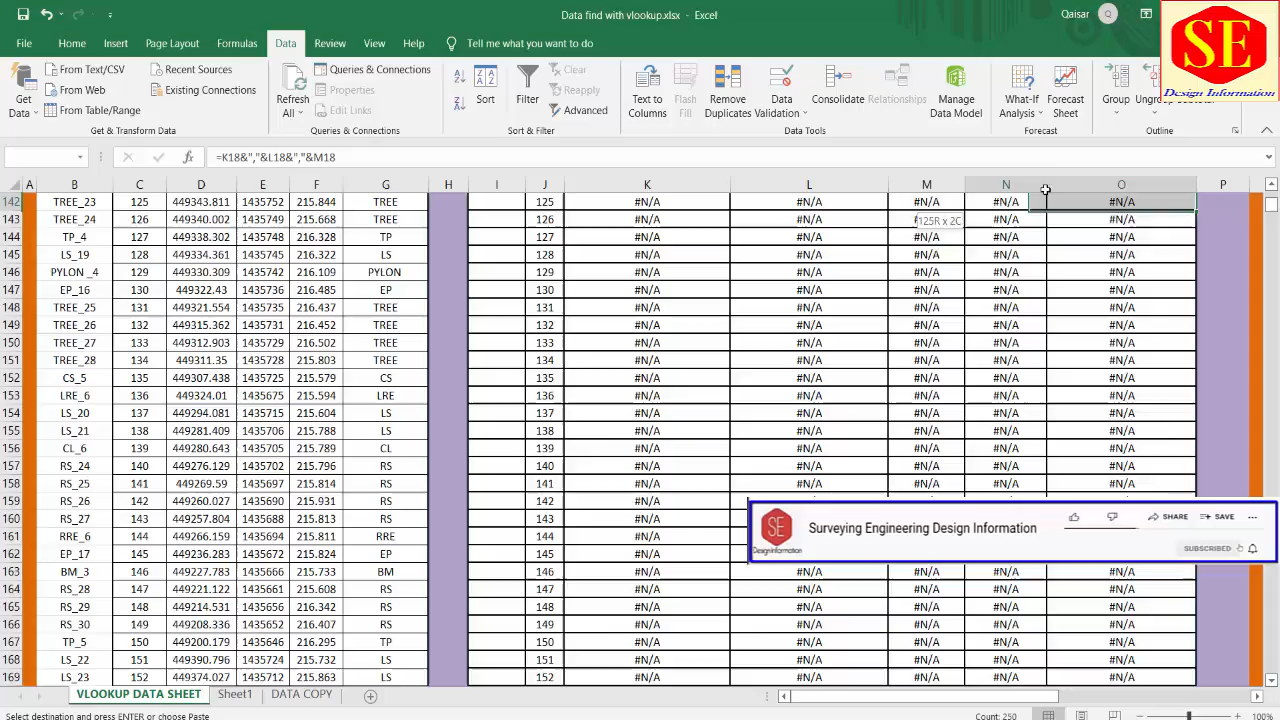 Data find with vlookup.xlsx - Excel
Qaisar Q
File Home Insert Page Layout Formulas Data Review View Help Tell me what you want to do
SE
Design Information
Get Data
From Text/CSV
From Web
From Table/Range
Recent Sources
Existing Connections
Get & Transform Data
Refresh All
Queries & Connections
Properties
Edit Links
Queries & Connections
Sort
Filter
Clear
Reapply
Advanced
Sort & Filter
Text to Columns
Flash Fill
Remove Duplicates
Data Validation
Consolidate
Relationships
Manage Data Model
Data Tools
What-If Analysis
Forecast Sheet
Forecast
Group
Outline
=K18&","&L18&","&M18
A B C D E F G H I J K L M N O P
142 TREE_23 125 449343.811 1435752 215.844 TREE 125 #N/A #N/A #N/A #N/A #N/A
143 TREE_24 126 449340.002 1435750 215.668 TREE 126 #N/A #N/A #N/A #N/A
125R x 2C
144 TP_4 127 449338.302 1435748 216.328 TP 127 #N/A #N/A #N/A #N/A #N/A
145 LS_19 128 449334.361 1435745 216.322 LS 128 #N/A #N/A #N/A #N/A #N/A
146 PYLON _4 129 449330.309 1435742 216.109 PYLON 129 #N/A #N/A #N/A #N/A #N/A
147 EP_16 130 449322.43 1435736 216.485 EP 130 #N/A #N/A #N/A #N/A #N/A
148 TREE_25 131 449321.554 1435735 216.437 TREE 131 #N/A #N/A #N/A #N/A #N/A
149 TREE_26 132 449315.362 1435731 216.452 TREE 132 #N/A #N/A #N/A #N/A #N/A
150 TREE_27 133 449312.903 1435729 216.502 TREE 133 #N/A #N/A #N/A #N/A #N/A
151 TREE_28 134 449311.35 1435728 215.803 TREE 134 #N/A #N/A #N/A #N/A #N/A
152 CS_5 135 449307.438 1435725 215.579 CS 135 #N/A #N/A #N/A #N/A #N/A
153 LRE_6 136 449324.01 1435675 215.594 LRE 136 #N/A #N/A #N/A #N/A #N/A
154 LS_20 137 449294.081 1435715 215.604 LS 137 #N/A #N/A #N/A #N/A #N/A
155 LS_21 138 449281.409 1435706 215.788 LS 138 #N/A #N/A #N/A #N/A #N/A
156 CL_6 139 449280.643 1435705 215.789 CL 139 #N/A #N/A #N/A #N/A #N/A
157 RS_24 140 449276.129 1435702 215.796 RS 140 #N/A #N/A #N/A #N/A #N/A
158 RS_25 141 449269.59 1435697 215.814 RS 141 #N/A #N/A #N/A #N/A #N/A
159 RS_26 142 449260.027 1435690 215.931 RS 142 #N/A
160 RS_27 143 449257.804 1435688 215.813 RS 143 #N/A
161 RRE_6 144 449266.159 1435694 215.811 RRE 144 #N/A
162 EP_17 145 449236.283 1435672 215.824 EP 145 #N/A
SE
Design Information
Surveying Engineering Design Information
SHARE SAVE
SUBSCRIBED
163 BM_3 146 449227.783 1435666 215.733 BM 146 #N/A #N/A #N/A #N/A #N/A
164 RS_28 147 449221.122 1435661 215.608 RS 147 #N/A #N/A #N/A #N/A #N/A
165 RS_29 148 449214.531 1435656 216.342 RS 148 #N/A #N/A #N/A #N/A #N/A
166 RS_30 149 449208.336 1435651 216.407 RS 149 #N/A #N/A #N/A #N/A #N/A
167 TP_5 150 449200.179 1435646 216.295 TP 150 #N/A #N/A #N/A #N/A #N/A
168 LS_22 151 449390.796 1435724 215.732 LS 151 #N/A #N/A #N/A #N/A #N/A
169 LS_23 152 449374.027 1435712 215.863 LS 152 #N/A #N/A #N/A #N/A #N/A
VLOOKUP DATA SHEET Sheet1 DATA COPY
Select destination and press ENTER or choose Paste
Count: 250
100%